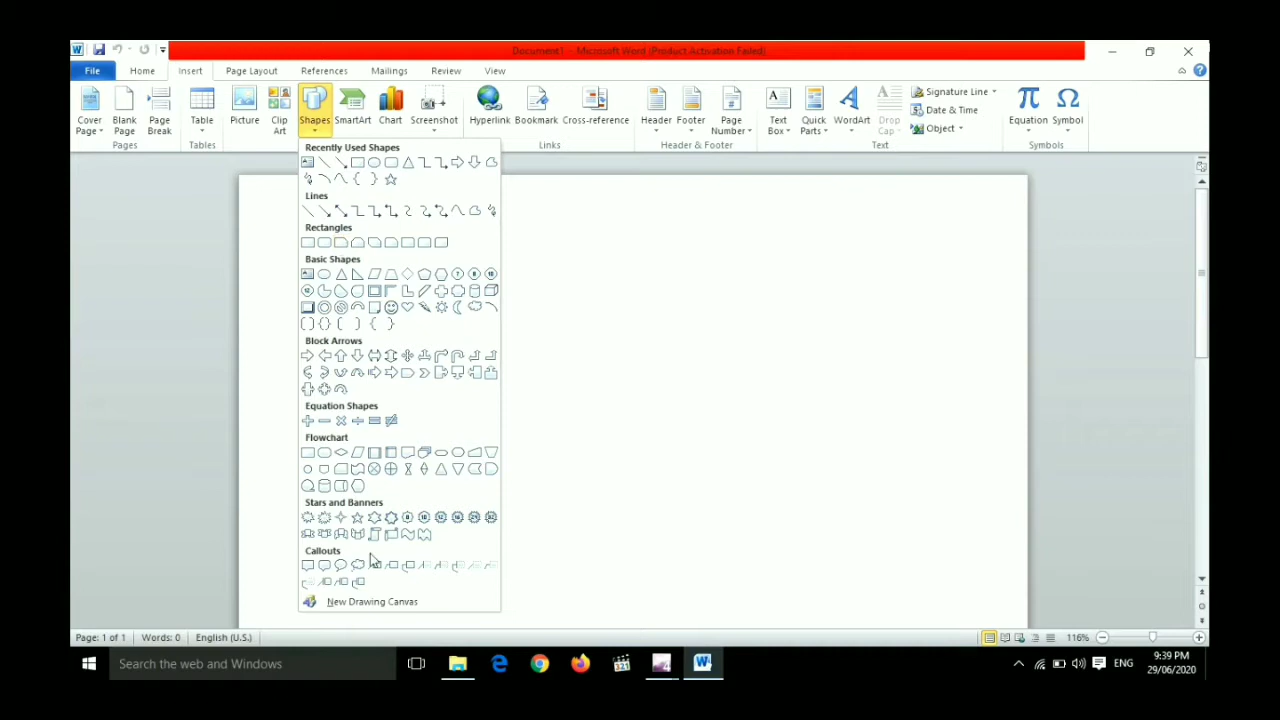 Document1 - Microsoft Word (Product Activation Failed)
File Home Insert Page Layout References Mailings Review View
Cover Page Blank Page Page Break Table Picture Clip Art Shapes SmartArt Chart Screenshot Hyperlink Bookmark Cross-reference Header Footer Page Number Text Box Quick Parts WordArt Drop Cap Signature Line Date & Time Object Equation Symbol
Pages Tables Links Header & Footer Text Symbols
Recently Used Shapes
Lines
Rectangles
Basic Shapes
Block Arrows
Equation Shapes
Flowchart
Stars and Banners
Callouts
New Drawing Canvas
Page: 1 of 1 Words: 0 English (U.S.) 116%
Search the web and Windows ENG 9:39 PM
29/06/2020